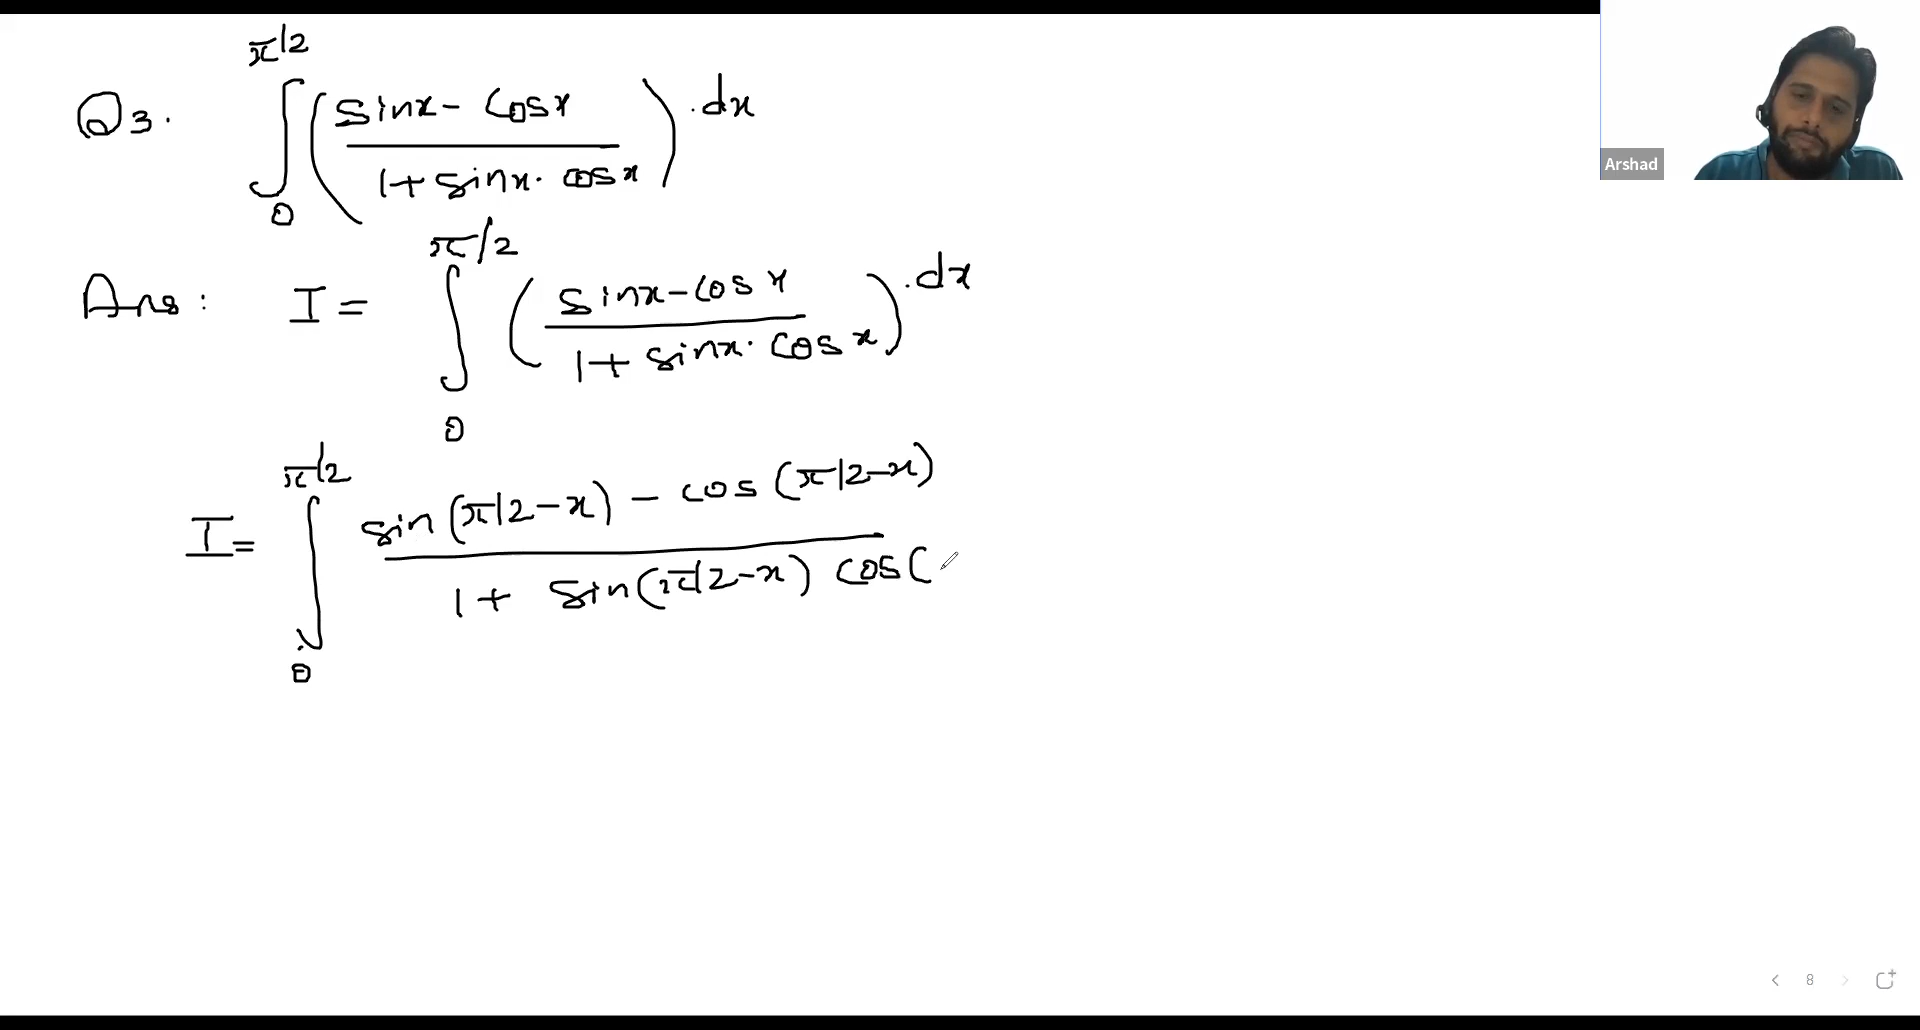 Q3. ∫₀^π/2 (sinx - cosx / 1 + sinx. cosx) .dx
Arshad
Ans: I = ∫₀^π/2 (sinx - cosx / 1 + sinx. cosx) .dx
I = ∫₀^π/2 sin(π/2 - x) - cos(π/2 - x) / 1 + sin(π/2 - x) cos(
8